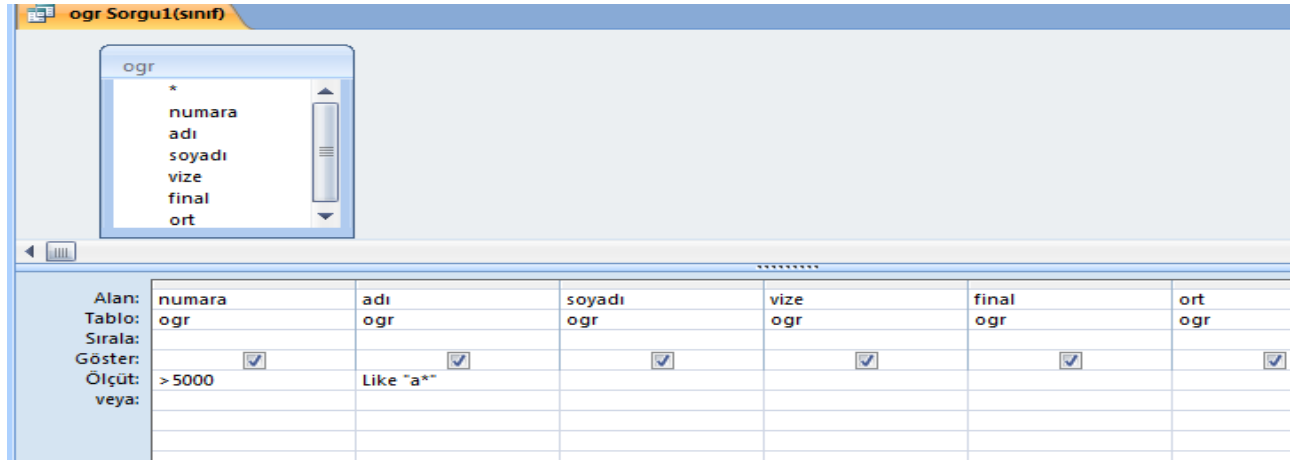 ogr Sorgu1(sınıf)
ogr
*
numara
adı
soyadı
vize
final
ort
Alan: numara adı soyadı vize final ort
Tablo: ogr ogr ogr ogr ogr ogr
Sırala:
Göster:
Ölçüt: >5000 Like "a*"
veya: